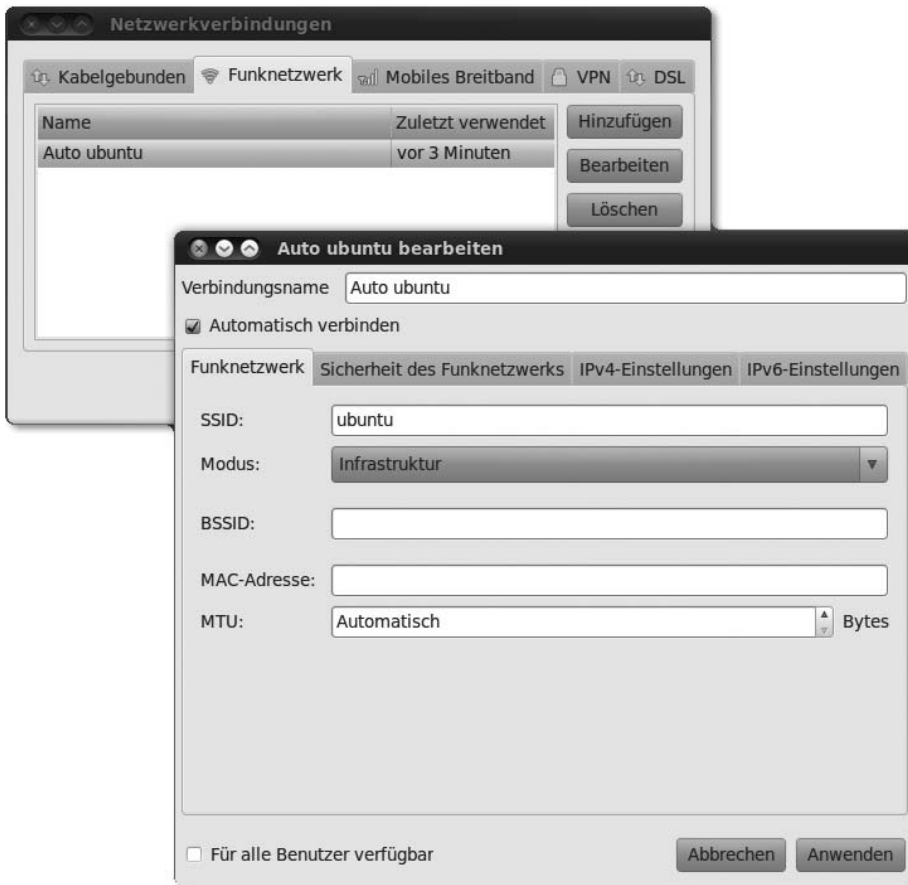 Netzwerkverbindungen
Kabelgebunden Funknetzwerk Mobiles Breitband VPN DSL
Name Zuletzt verwendet Hinzufügen
Auto ubuntu vor 3 Minuten
Bearbeiten
Löschen
Auto ubuntu bearbeiten
Verbindungsname Auto ubuntu
Automatisch verbinden
Funknetzwerk Sicherheit des Funknetzwerks IPv4-Einstellungen IPv6-Einstellungen
SSID: ubuntu
Modus: Infrastruktur
BSSID:
MAC-Adresse:
MTU: Automatisch Bytes
Für alle Benutzer verfügbar Abbrechen Anwenden